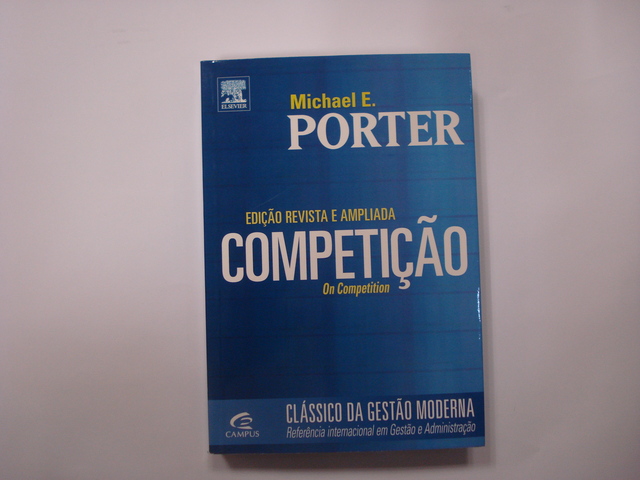 ELSEVIER
Michael E.
PORTER
EDIÇÃO REVISTA E AMPLIADA
COMPETIÇÃO
On Competition
CLÁSSICO DA GESTÃO MODERNA
Referência internacional em Gestão e Administração
CAMPUS